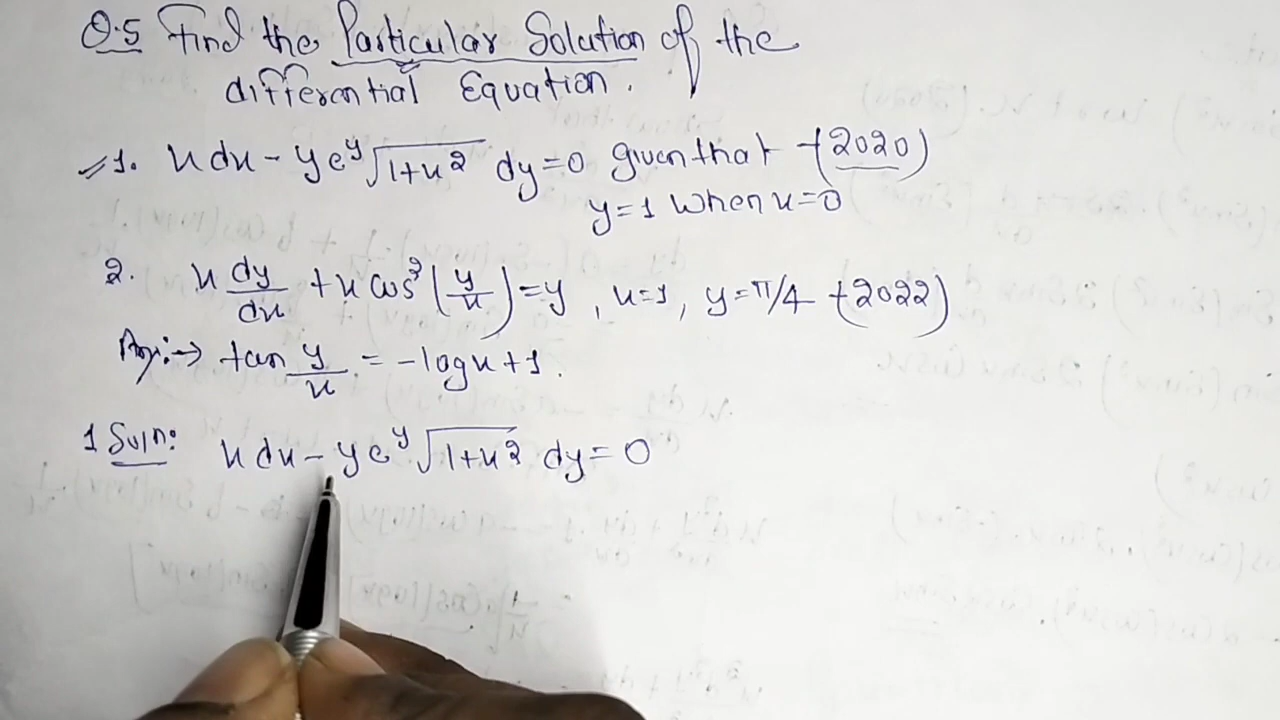 Q.5 Find the Particular Solution of the
differential Equation.
1. x dx - y e^y √(1+x²) dy = 0 given that - (2020)
y = 1 when x = 0
2. x dy/dx + x cos²(y/x) = y, x = 1, y = π/4 - (2022)
Ans:→ tan y/x = -log x + 1.
1 Soln: x dx - y e^y √(1+x²) dy = 0